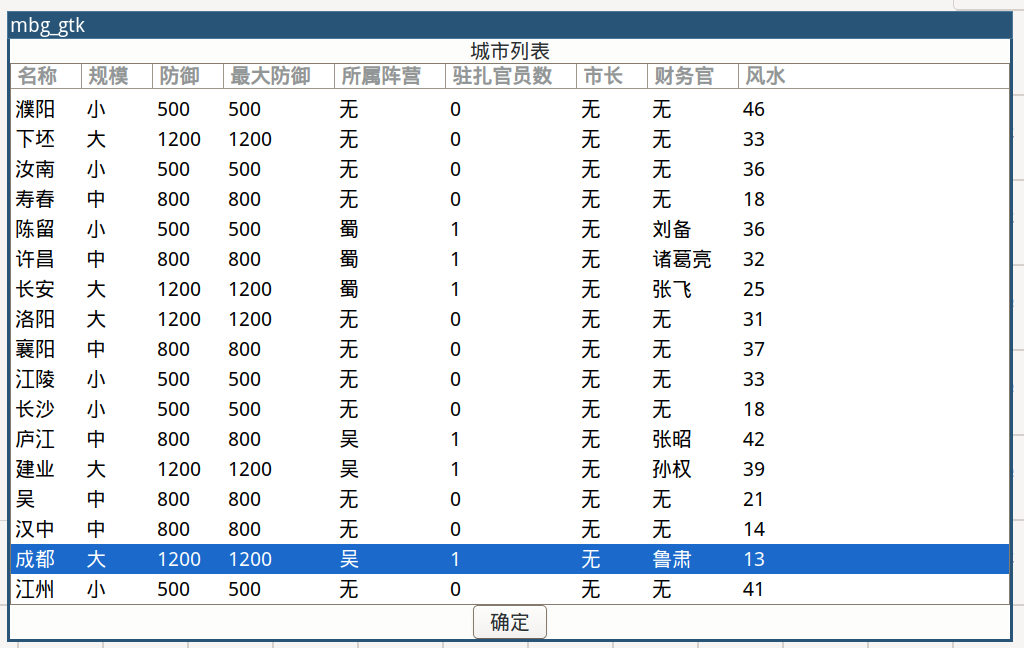 mbg_gtk
城市列表
名称 规模 防御 最大防御 所属阵营 驻扎官员数 市长 财务官 风水
濮阳 小 500 500 无 0 无 无 46
下坯 大 1200 1200 无 0 无 无 33
汝南 小 500 500 无 0 无 无 36
寿春 中 800 800 无 0 无 无 18
陈留 小 500 500 蜀 1 无 刘备 36
许昌 中 800 800 蜀 1 无 诸葛亮 32
长安 大 1200 1200 蜀 1 无 张飞 25
洛阳 大 1200 1200 无 0 无 无 31
襄阳 中 800 800 无 0 无 无 37
江陵 小 500 500 无 0 无 无 33
长沙 小 500 500 无 0 无 无 18
庐江 中 800 800 吴 1 无 张昭 42
建业 大 1200 1200 吴 1 无 孙权 39
吴 中 800 800 无 0 无 无 21
汉中 中 800 800 无 0 无 无 14
成都 大 1200 1200 吴 1 无 鲁肃 13
江州 小 500 500 无 0 无 无 41
确定